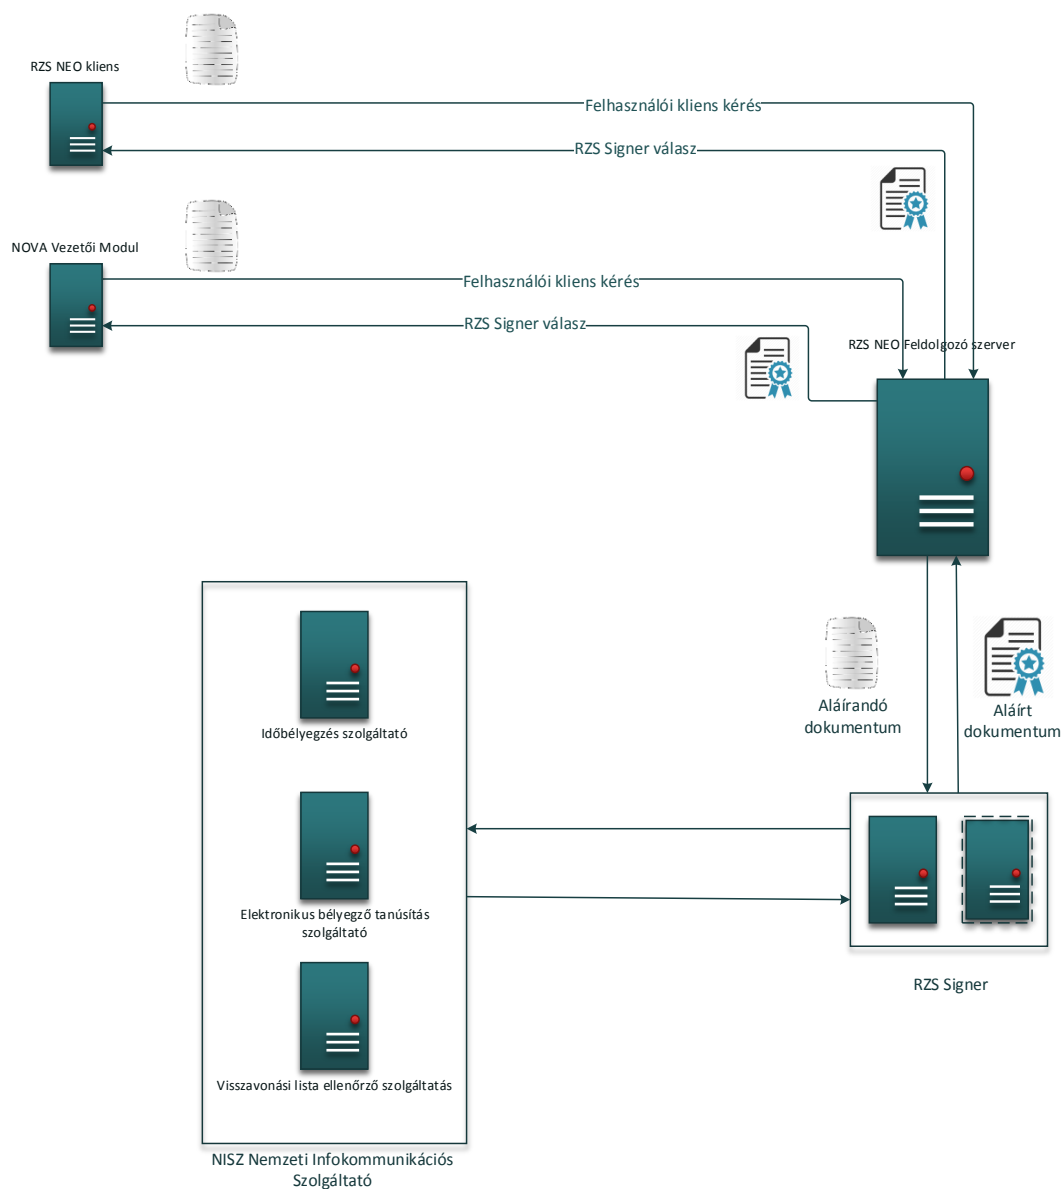 RZS NEO kliens
Felhasználói kliens kérés
RZS Signer válasz
NOVA Vezetői Modul
Felhasználói kliens kérés
RZS Signer válasz
RZS NEO Feldolgozó szerver
Aláírandó
dokumentum
Aláírt
dokumentum
Időbélyegzés szolgáltató
Elektronikus bélyegző tanúsítás
szolgáltató
Visszavonási lista ellenőrző szolgáltatás
RZS Signer
NISZ Nemzeti Infokommunikációs
Szolgáltató